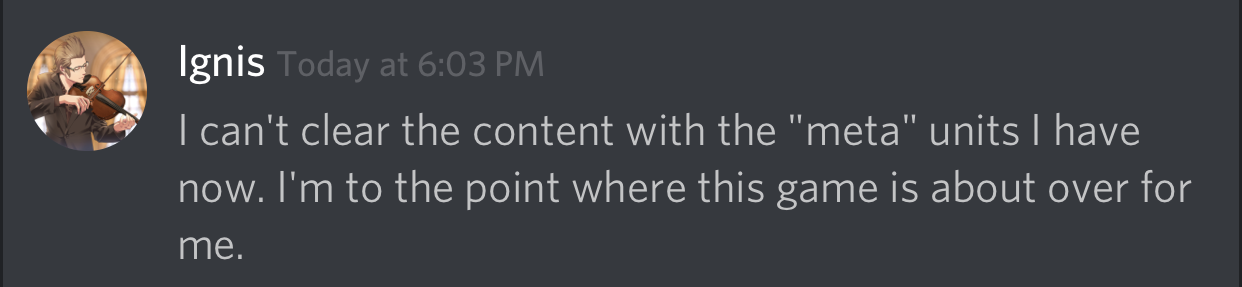 Ignis Today at 6:03 PM
I can't clear the content with the "meta" units I have
now. I'm to the point where this game is about over for
me.